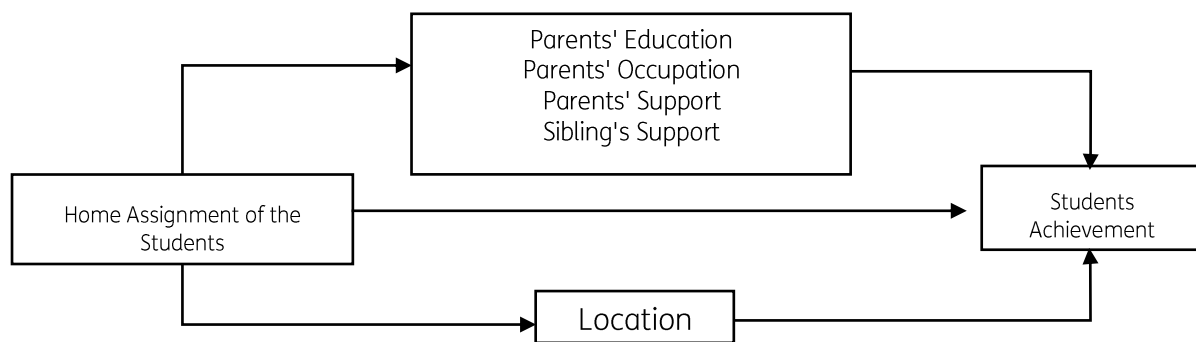 Parents' Education
Parents' Occupation
Parents' Support
Sibling's Support
Home Assignment of the
Students
Students
Achievement
Location